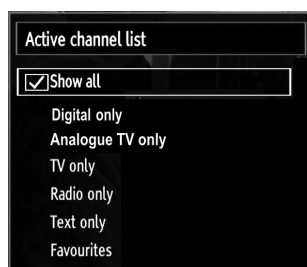 Active channel list
Show all
Digital only
Analogue TV only
TV only
Radio only
Text only
Favourites